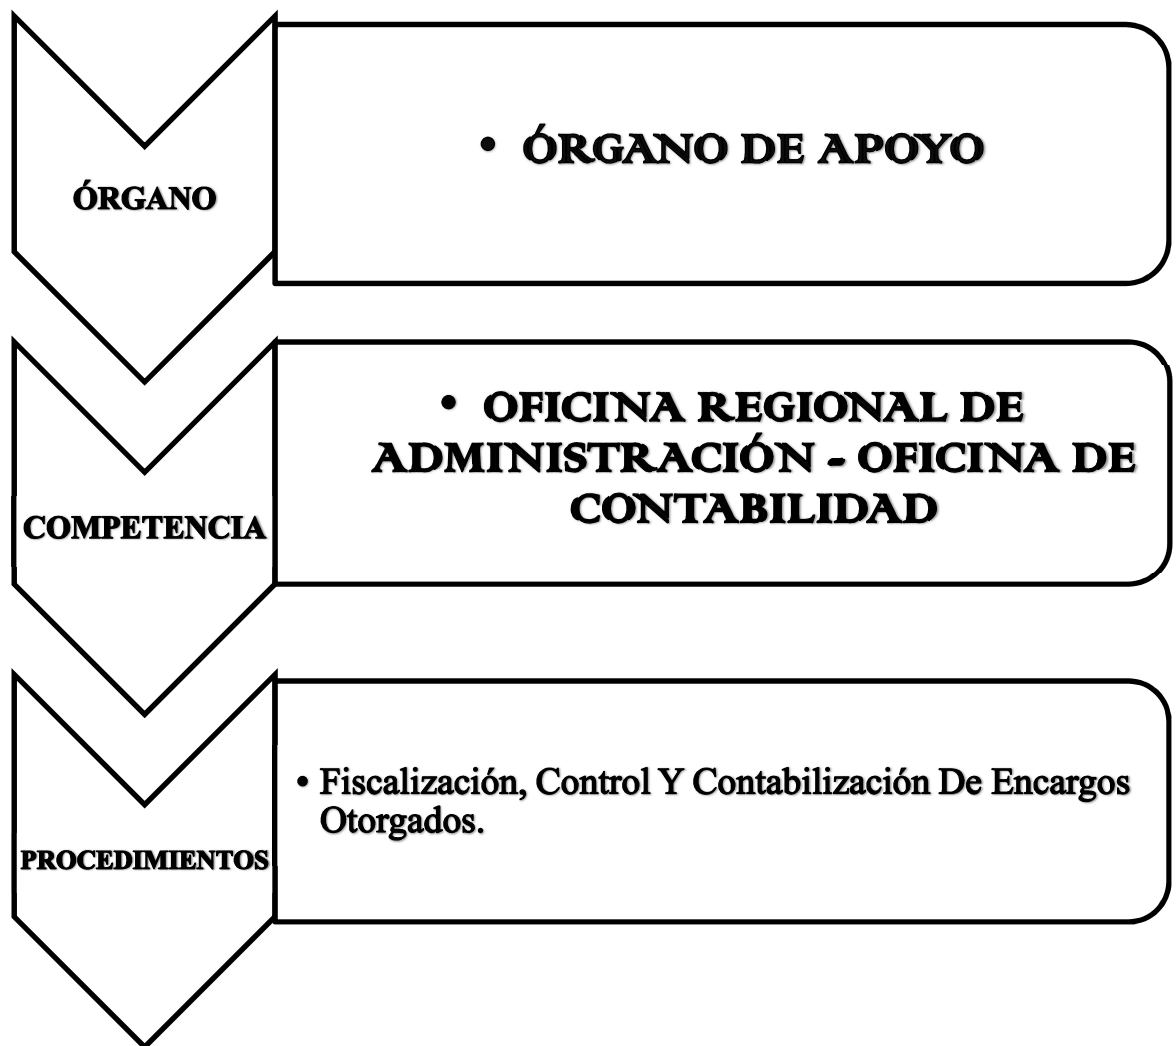 ÓRGANO
• ÓRGANO DE APOYO
COMPETENCIA
• OFICINA REGIONAL DE
ADMINISTRACIÓN - OFICINA DE
CONTABILIDAD
PROCEDIMIENTOS
• Fiscalización, Control Y Contabilización De Encargos
Otorgados.